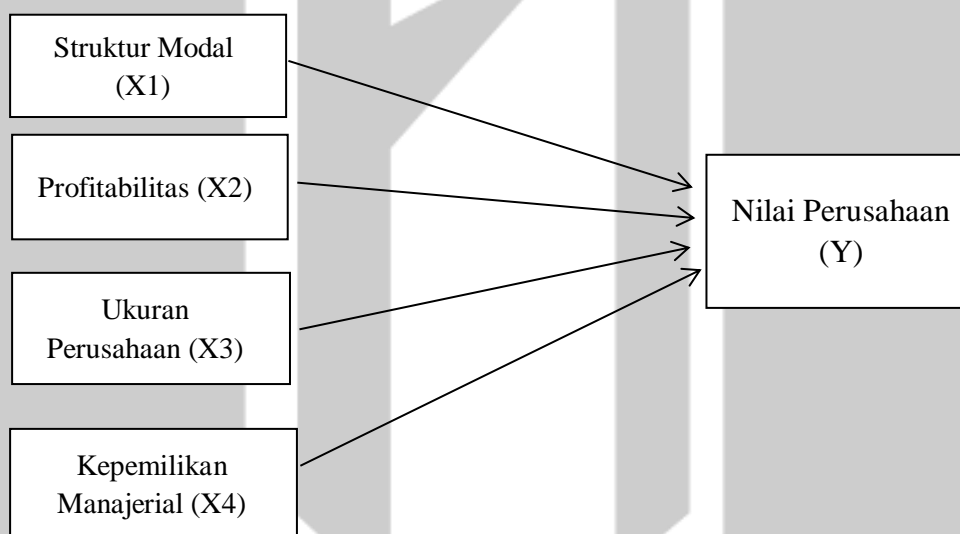 Struktur Modal
(X1)
Profitabilitas (X2)
Ukuran
Perusahaan (X3)
Kepemilikan
Manajerial (X4)
Nilai Perusahaan
(Y)